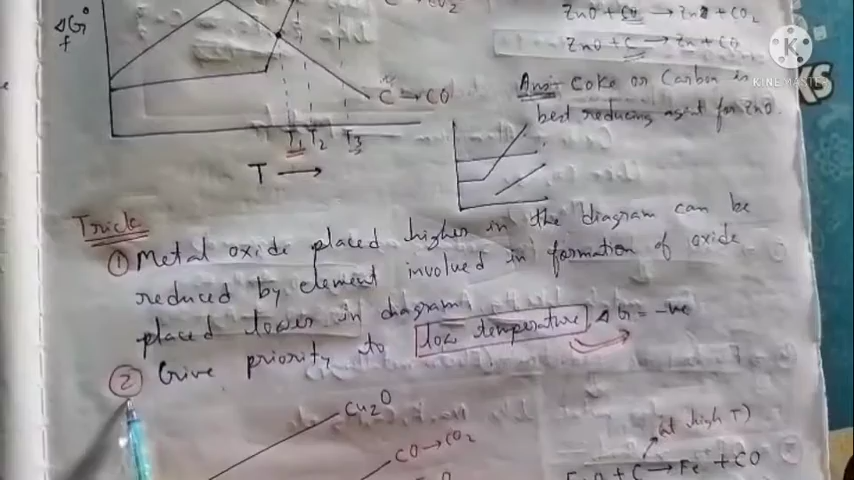 ZnO + CO → Zn + CO₂
ΔG°
f
ZnO + C → Zn + CO
C → CO
Ans:- Coke or Carbon is
best reducing agent for ZnO.
KINEMASTER
T₁ T₂ T₃
T →
Trick
① Metal oxide placed higher in the diagram can be
reduced by element involved in formation of oxide
placed lower in diagram.
② Give priority to low temperature, ΔG = -ve
Cu₂O
CO → CO₂
at high T)
+ C → Fe + CO